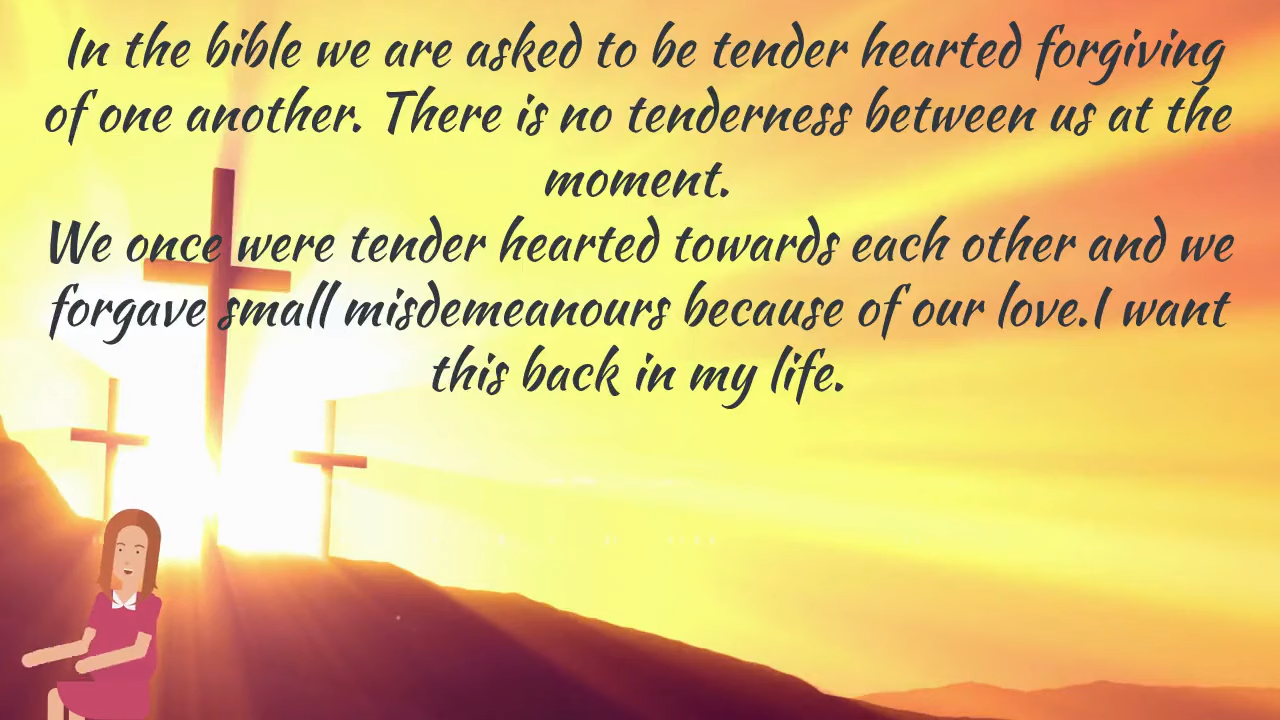 In the bible we are asked to be tender hearted forgiving
of one another. There is no tenderness between us at the
moment.
We once were tender hearted towards each other and we
forgave small misdemeanours because of our love.I want
this back in my life.